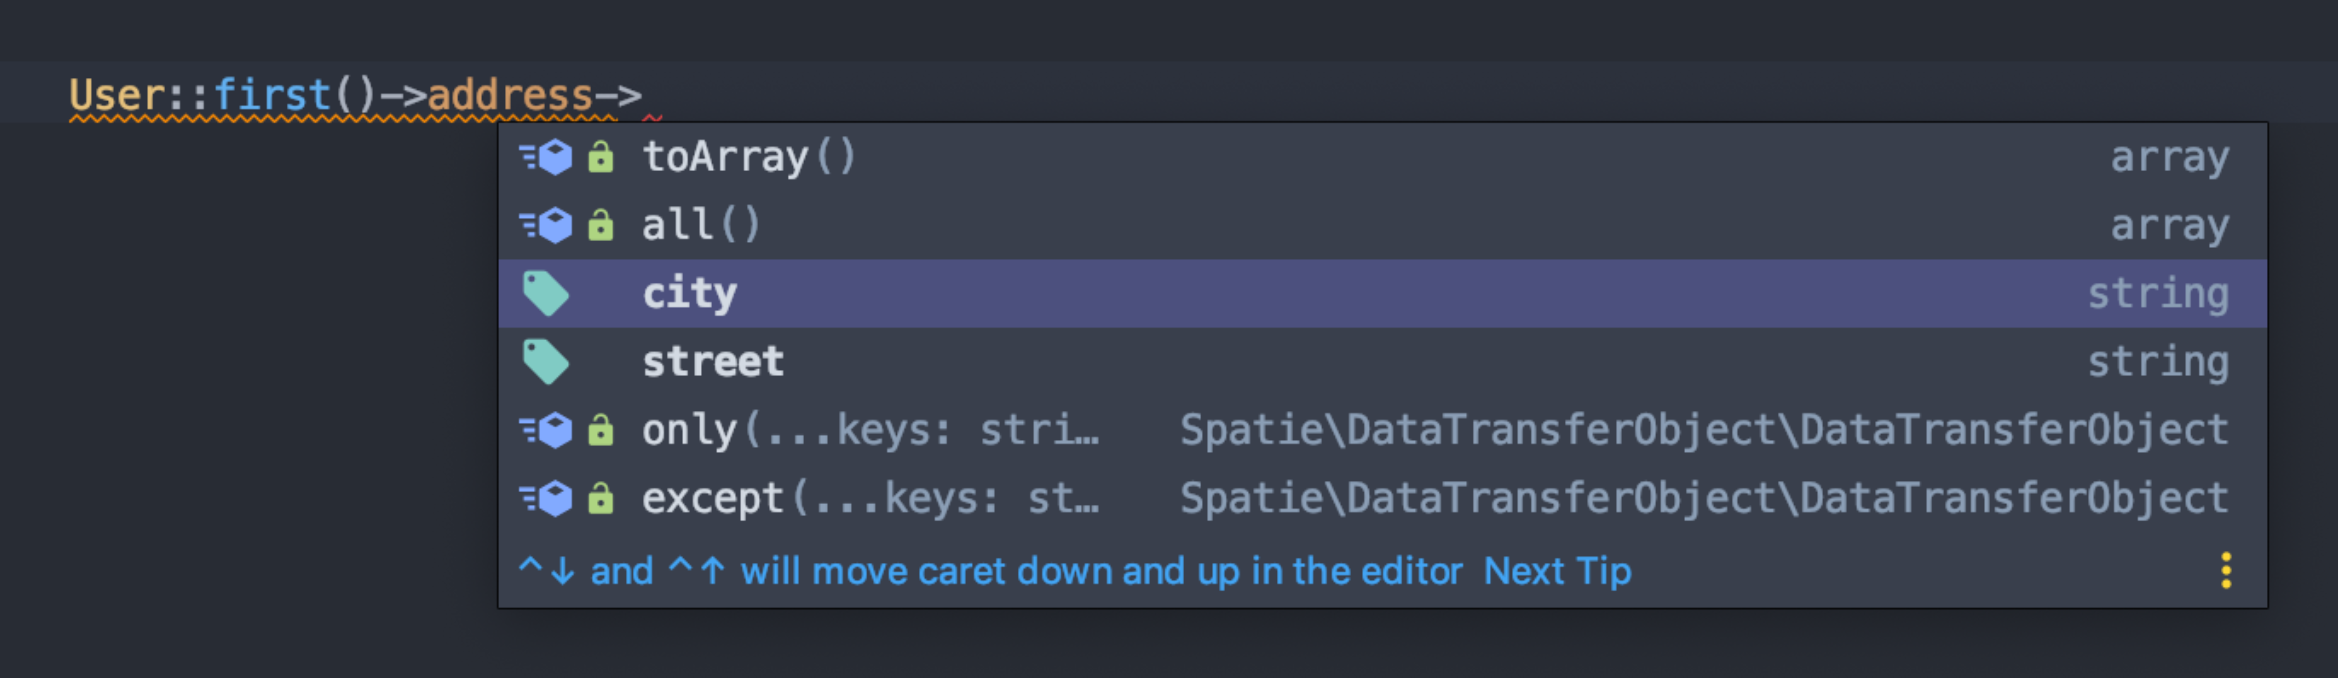 User::first()->address->
toArray() array
all() array
city string
street string
only(...keys: stri… Spatie\DataTransferObject\DataTransferObject
except(...keys: st… Spatie\DataTransferObject\DataTransferObject
^↓ and ^↑ will move caret down and up in the editor Next Tip